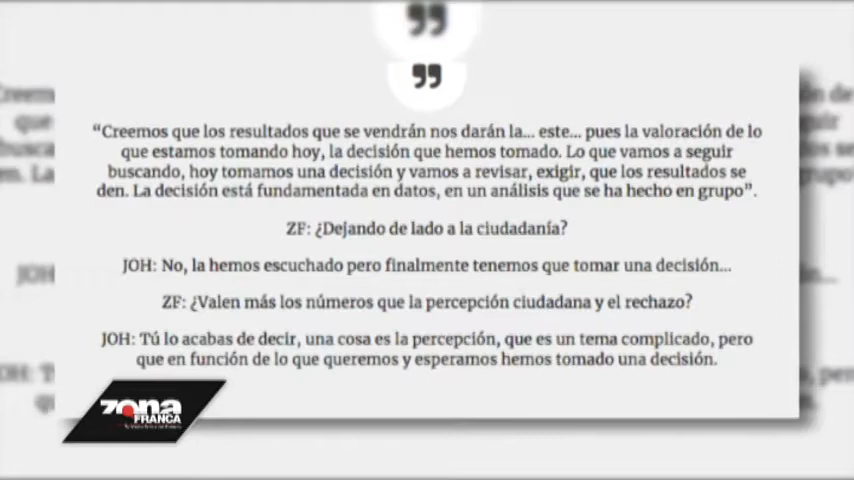 "
"
“Creemos que los resultados que se vendrán nos darán la... este... pues la valoración de lo
que estamos tomando hoy, la decisión que hemos tomado. Lo que vamos a seguir
buscando, hoy tomamos una decisión y vamos a revisar, exigir, que los resultados se
den. La decisión está fundamentada en datos, en un análisis que se ha hecho en grupo”.
ZF: ¿Dejando de lado a la ciudadanía?
JOH: No, la hemos escuchado pero finalmente tenemos que tomar una decisión...
ZF: ¿Valen más los números que la percepción ciudadana y el rechazo?
JOH: Tú lo acabas de decir, una cosa es la percepción, que es un tema complicado, pero
que en función de lo que queremos y esperamos hemos tomado una decisión.
ZONA
FRANCA